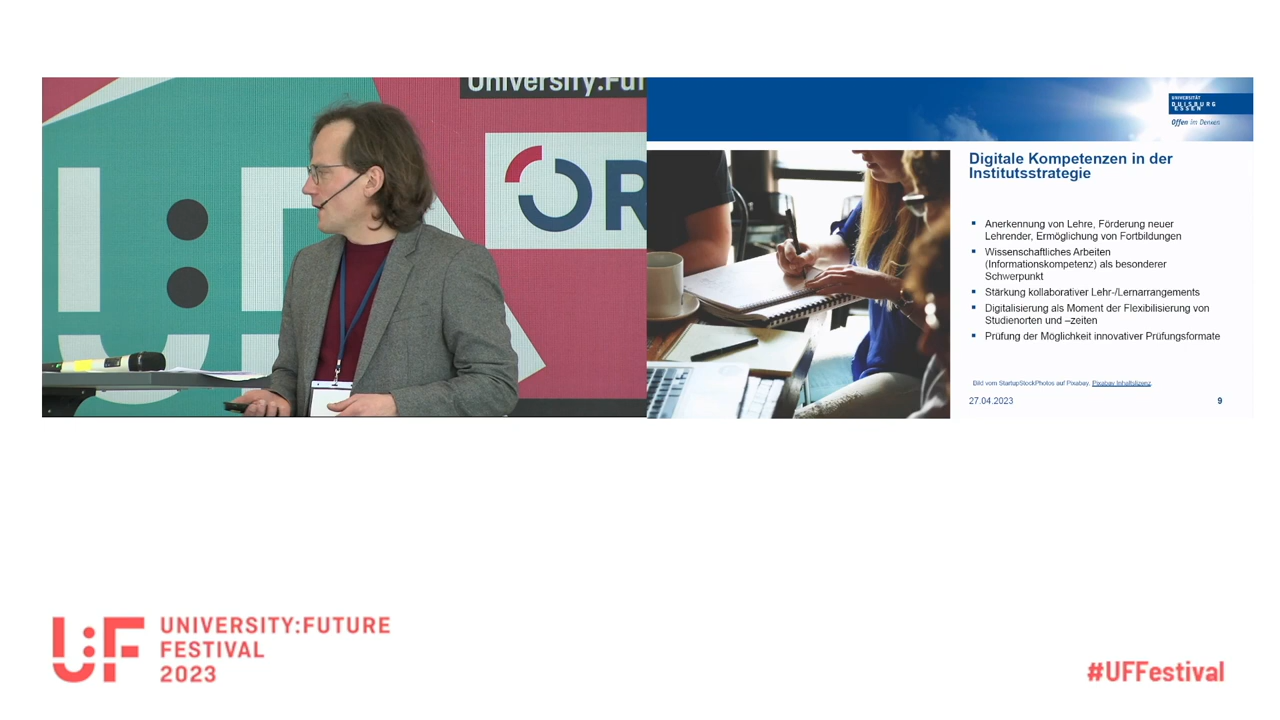 University:Fut
OR
UNIVERSITÄT
DUISBURG
ESSEN
Offen im Denken
Digitale Kompetenzen in der
Institutsstrategie
Anerkennung von Lehre, Förderung neuer
Lehrender, Ermöglichung von Fortbildungen
Wissenschaftliches Arbeiten
(Informationskompetenz) als besonderer
Schwerpunkt
Stärkung kollaborativer Lehr-/Lernarrangements
Digitalisierung als Moment der Flexibilisierung von
Studienorten und –zeiten
Prüfung der Möglichkeit innovativer Prüfungsformate
Bild vom StartupStockPhotos auf Pixabay. Pixabay Inhaltslizenz.
27.04.2023
9
U:F
UNIVERSITY:FUTURE
FESTIVAL
2023
#UFFestival